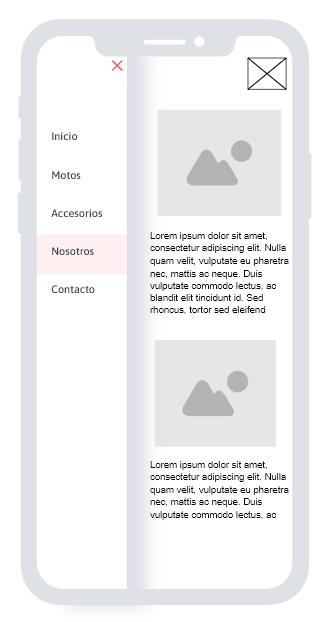 Inicio
Motos
Accesorios
Nosotros
Contacto
Lorem ipsum dolor sit amet,
consectetur adipiscing elit. Nulla
quam velit, vulputate eu pharetra
nec, mattis ac neque. Duis
vulputate commodo lectus, ac
blandit elit tincidunt id. Sed
rhoncus, tortor sed eleifend
Lorem ipsum dolor sit amet,
consectetur adipiscing elit. Nulla
quam velit, vulputate eu pharetra
nec, mattis ac neque. Duis
vulputate commodo lectus, ac